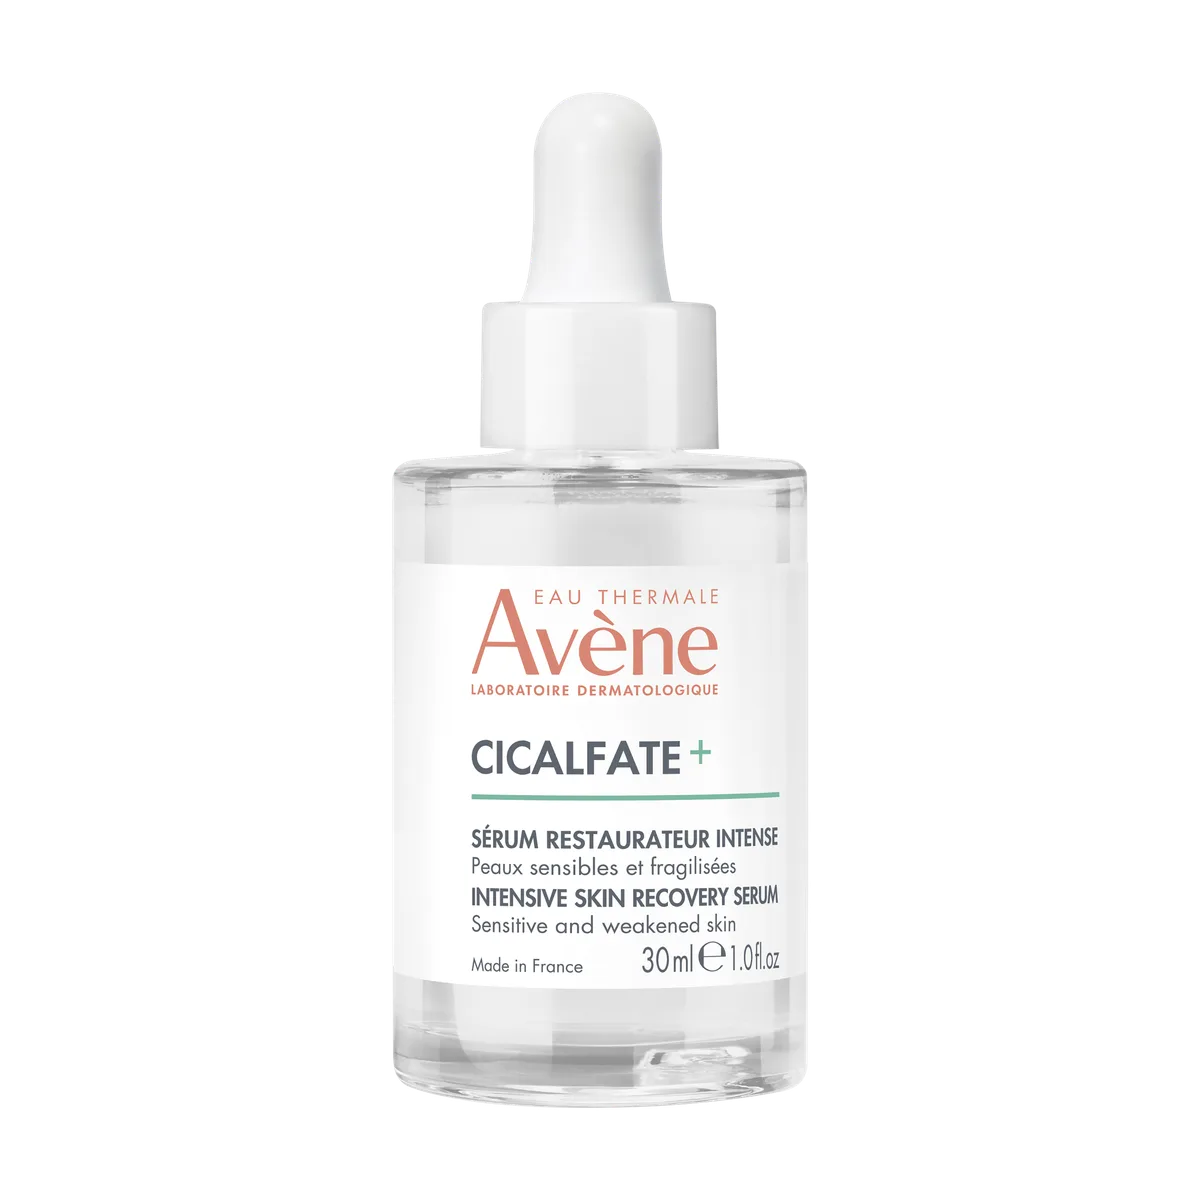 EAU THERMALE
Avène
LABORATOIRE DERMATOLOGIQUE
CICALFATE+
SÉRUM RESTAURATEUR INTENSE
Peaux sensibles et fragilisées
INTENSIVE SKIN RECOVERY SERUM
Sensitive and weakened skin
Made in France 30ml ℮ 1.0fl.oz